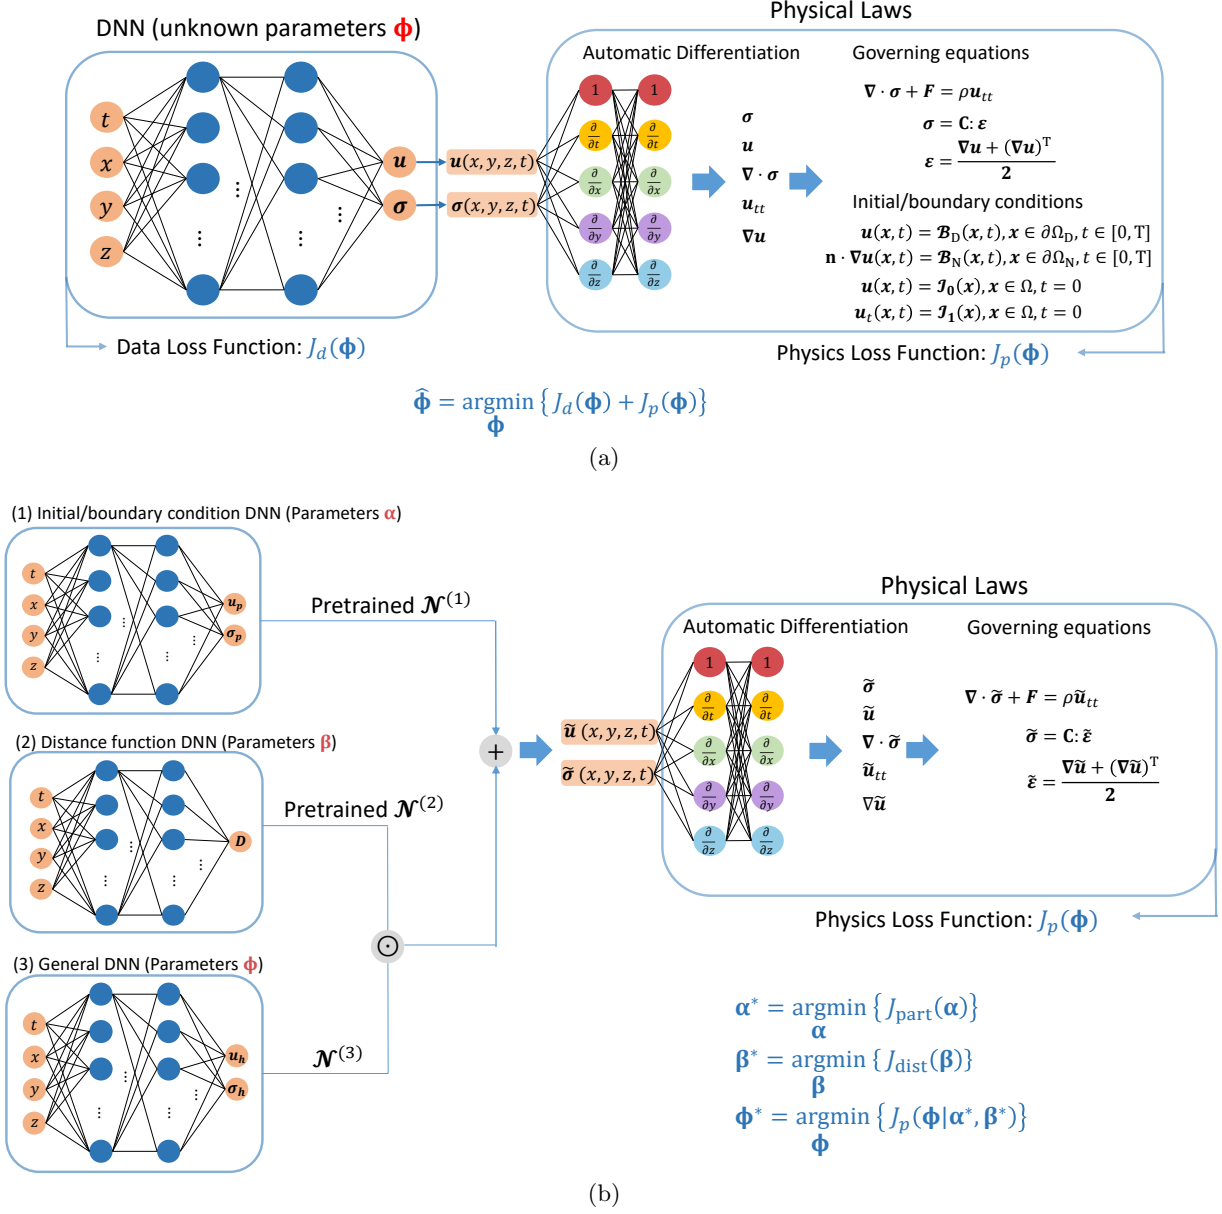 Physical Laws
DNN (unknown parameters ϕ)
Automatic Differentiation
Governing equations
t
x
y
z
⋮
⋮
⋯
⋯
u
σ
u(x, y, z, t)
σ(x, y, z, t)
1 1
∂/∂t ∂/∂t
∂/∂x ∂/∂x
∂/∂y ∂/∂y
∂/∂z ∂/∂z
σ
u
∇ · σ
u_tt
∇u
∇ · σ + F = ρu_tt
σ = C: ε
ε = (∇u + (∇u)^T)/2
Initial/boundary conditions
u(x, t) = ℬ_D(x, t), x ∈ ∂Ω_D, t ∈ [0, T]
n · ∇u(x, t) = ℬ_N(x, t), x ∈ ∂Ω_N, t ∈ [0, T]
u(x, t) = ℐ_0(x), x ∈ Ω, t = 0
u_t(x, t) = ℐ_1(x), x ∈ Ω, t = 0
Data Loss Function: J_d(ϕ)
Physics Loss Function: J_p(ϕ)
ϕ̂ = argmin {J_d(ϕ) + J_p(ϕ)}
ϕ
(a)
(1) Initial/boundary condition DNN (Parameters α)
t
x
y
z
⋮
⋮
⋯
⋯
u_p
σ_p
Pretrained 𝒩^(1)
(2) Distance function DNN (Parameters β)
t
x
y
z
⋮
⋮
⋯
⋯
D
Pretrained 𝒩^(2)
(3) General DNN (Parameters ϕ)
t
x
y
z
⋮
⋮
⋯
⋯
u_h
σ_h
𝒩^(3)
⊙
+
ũ (x, y, z, t)
σ̃ (x, y, z, t)
Physical Laws
Automatic Differentiation
Governing equations
1 1
∂/∂t ∂/∂t
∂/∂x ∂/∂x
∂/∂y ∂/∂y
∂/∂z ∂/∂z
σ̃
ũ
∇ · σ̃
ũ_tt
∇ũ
∇ · σ̃ + F = ρũ_tt
σ̃ = C: ε̃
ε̃ = (∇ũ + (∇ũ)^T)/2
Physics Loss Function: J_p(ϕ)
α* = argmin {J_part(α)}
α
β* = argmin {J_dist(β)}
β
ϕ* = argmin {J_p(ϕ|α*, β*)}
ϕ
(b)